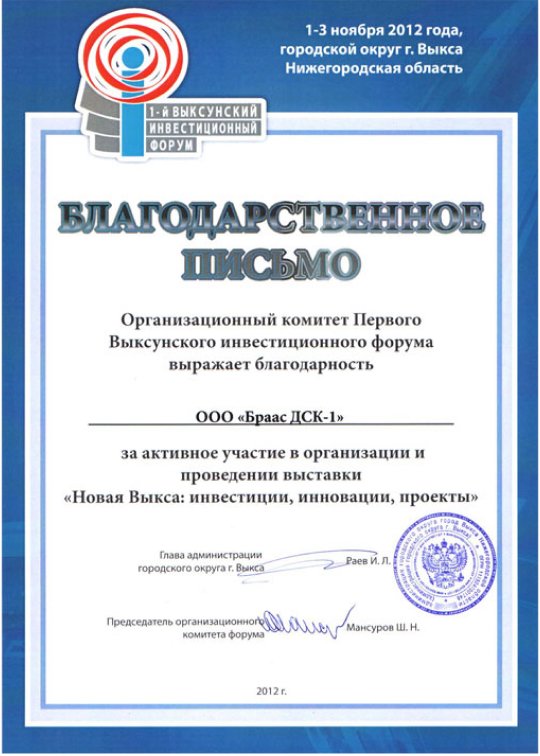 1-3 ноября 2012 года,
городской округ г. Выкса
Нижегородская область
1-й ВЫКСУНСКИЙ
ИНВЕСТИЦИОННЫЙ
ФОРУМ
БЛАГОДАРСТВЕННОЕ
ПИСЬМО
Организационный комитет Первого
Выксунского инвестиционного форума
выражает благодарность
ООО «Браас ДСК-1»
за активное участие в организации и
проведении выставки
«Новая Выкса: инвестиции, инновации, проекты»
Глава администрации
городского округа г. Выкса
Раев И. Л.
Председатель организационного
комитета форума
Мансуров Ш. Н.
2012 г.